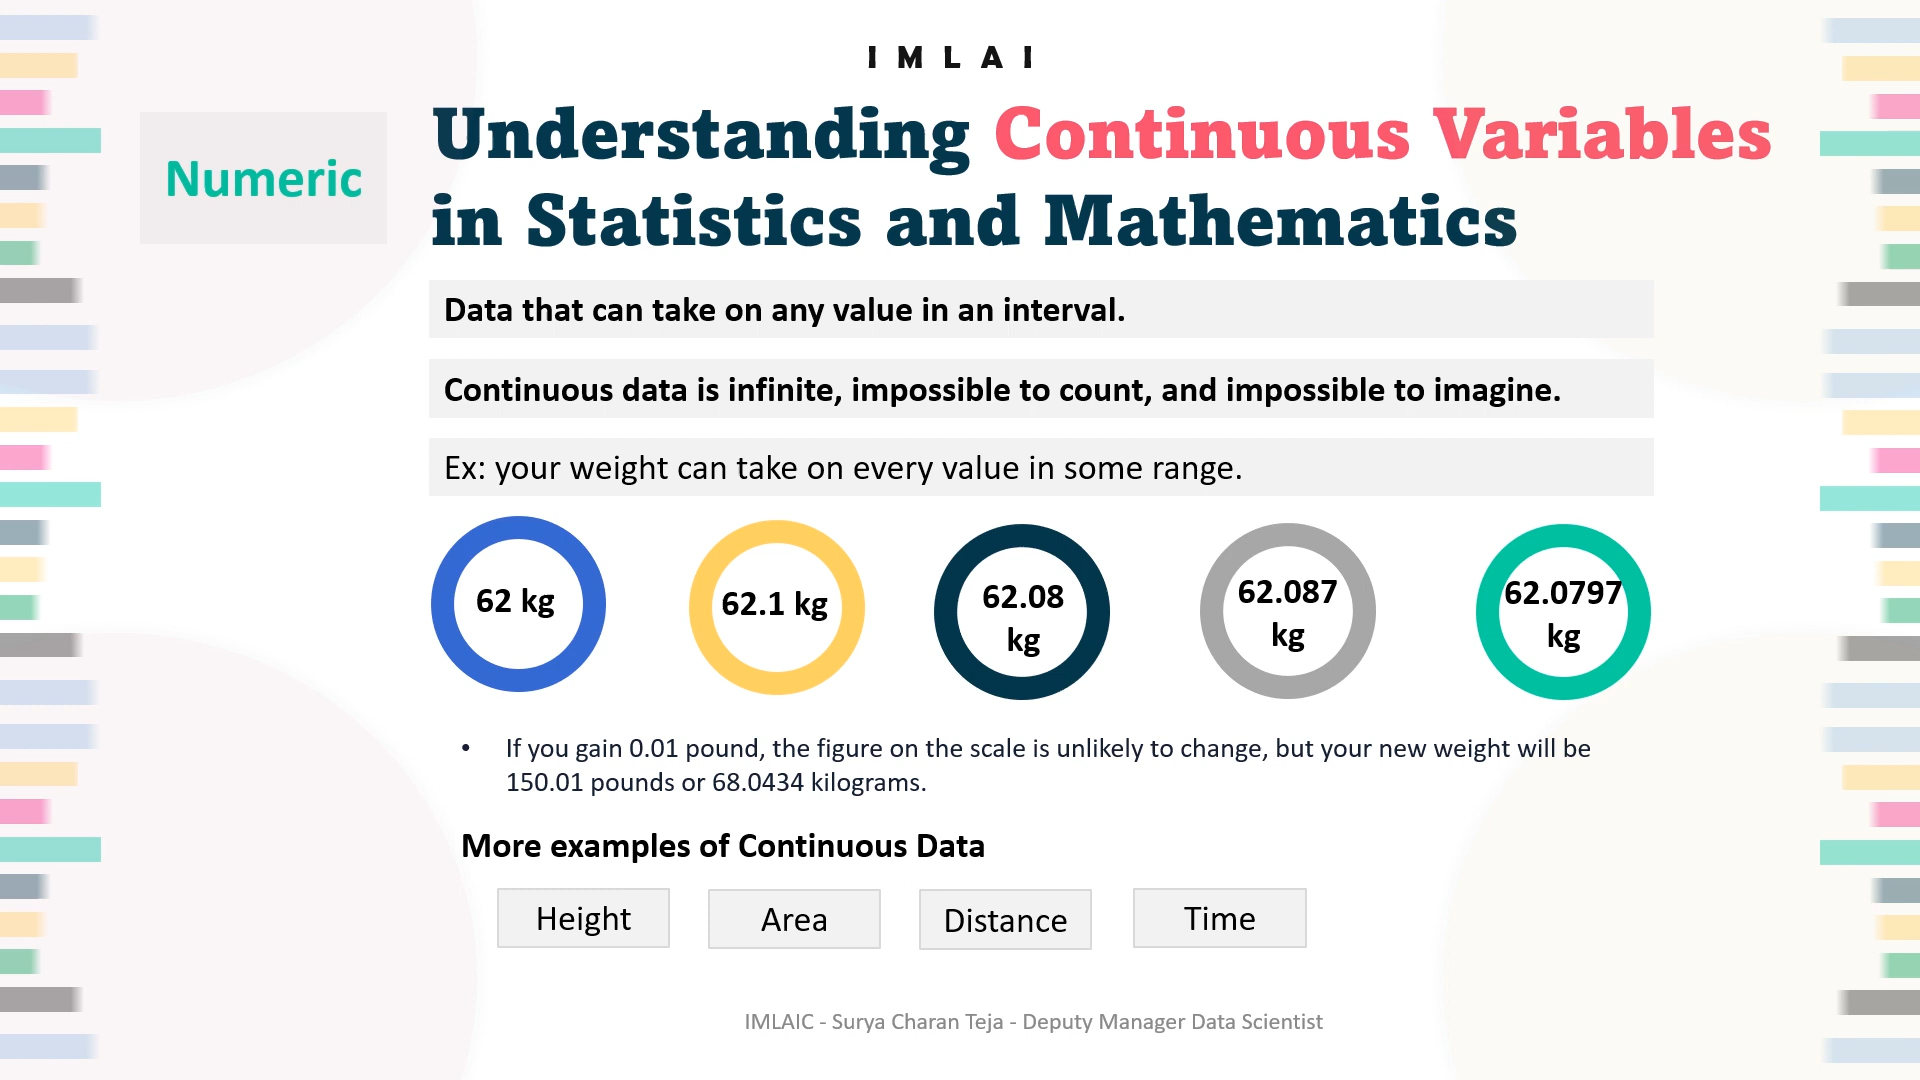 IMLAI
Numeric
Understanding Continuous Variables
in Statistics and Mathematics
Data that can take on any value in an interval.
Continuous data is infinite, impossible to count, and impossible to imagine.
Ex: your weight can take on every value in some range.
62 kg
62.1 kg
62.08
kg
62.087
kg
62.0797
kg
• If you gain 0.01 pound, the figure on the scale is unlikely to change, but your new weight will be
150.01 pounds or 68.0434 kilograms.
More examples of Continuous Data
Height
Area
Distance
Time
IMLAIC - Surya Charan Teja - Deputy Manager Data Scientist